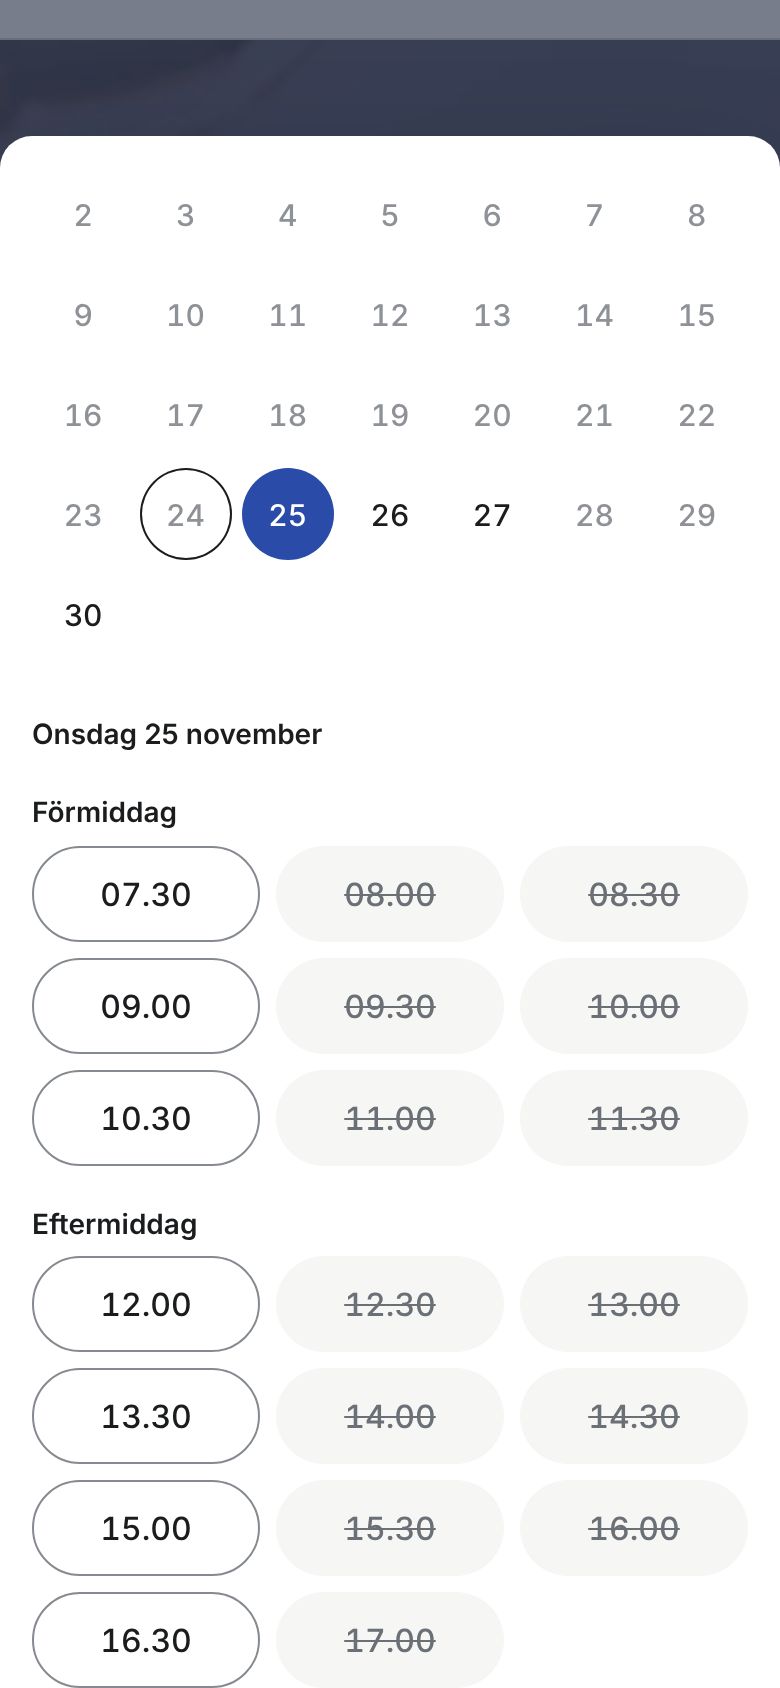 2 3 4 5 6 7 8
9 10 11 12 13 14 15
16 17 18 19 20 21 22
23 24 25 26 27 28 29
30
Onsdag 25 november
Förmiddag
07.30 08.00 08.30
09.00 09.30 10.00
10.30 11.00 11.30
Eftermiddag
12.00 12.30 13.00
13.30 14.00 14.30
15.00 15.30 16.00
16.30 17.00